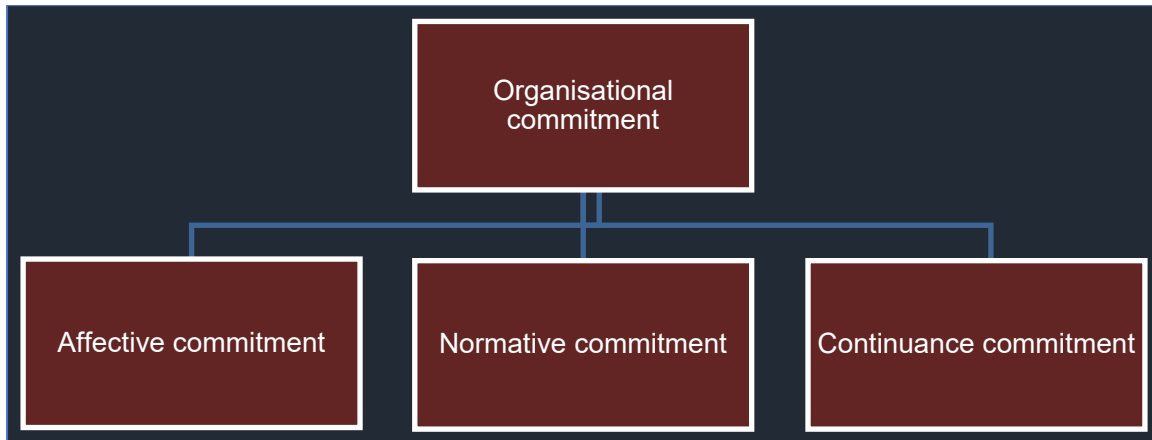 Organisational
commitment
Affective commitment
Normative commitment
Continuance commitment